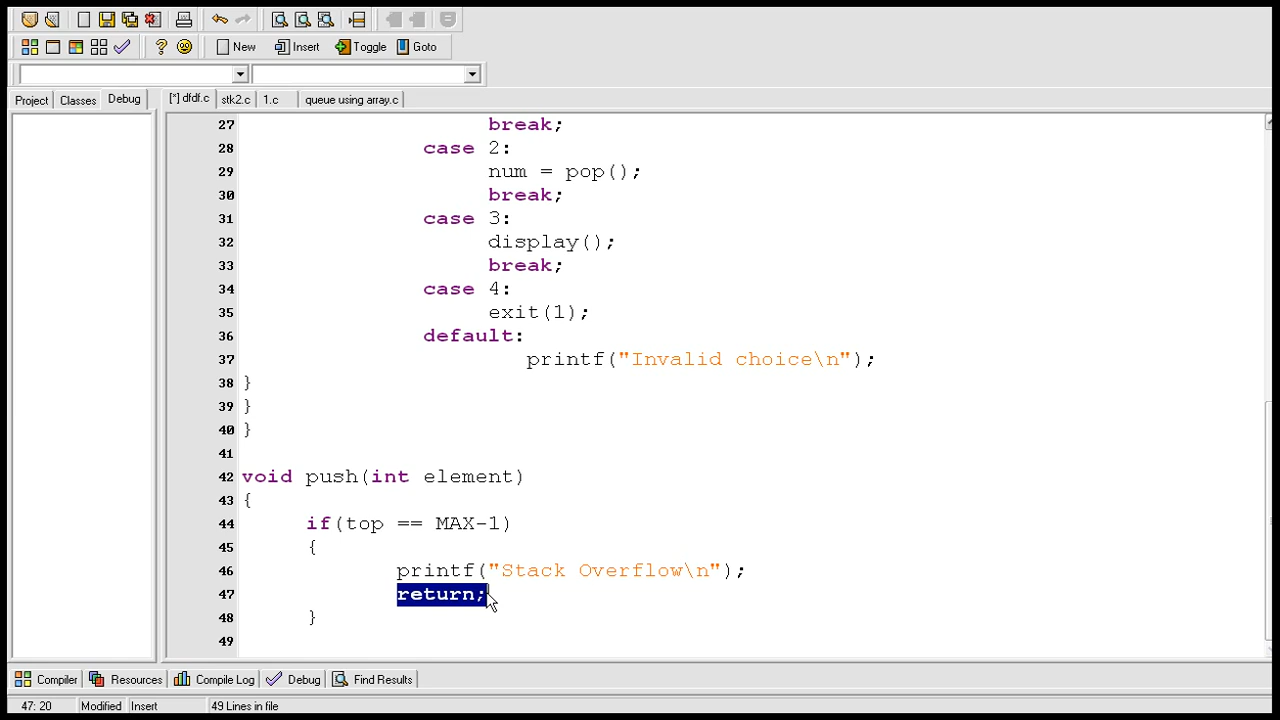 New Insert Toggle Goto
Project Classes Debug [*] dfdf.c stk2.c 1.c queue using array.c
27 break;
28 case 2:
29 num = pop();
30 break;
31 case 3:
32 display();
33 break;
34 case 4:
35 exit(1);
36 default:
37 printf("Invalid choice\n");
38 }
39 }
40 }
41
42 void push(int element)
43 {
44 if(top == MAX-1)
45 {
46 printf("Stack Overflow\n");
47 return;
48 }
49
Compiler Resources Compile Log Debug Find Results
47: 20 Modified Insert 49 Lines in file